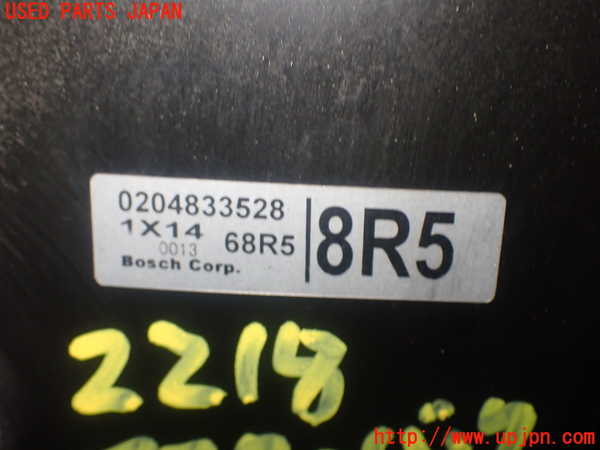 USED PARTS JAPAN
0204833528
1X14 68R5
0013
Bosch Corp.
8R5
2218
http://www.upjpn.com/